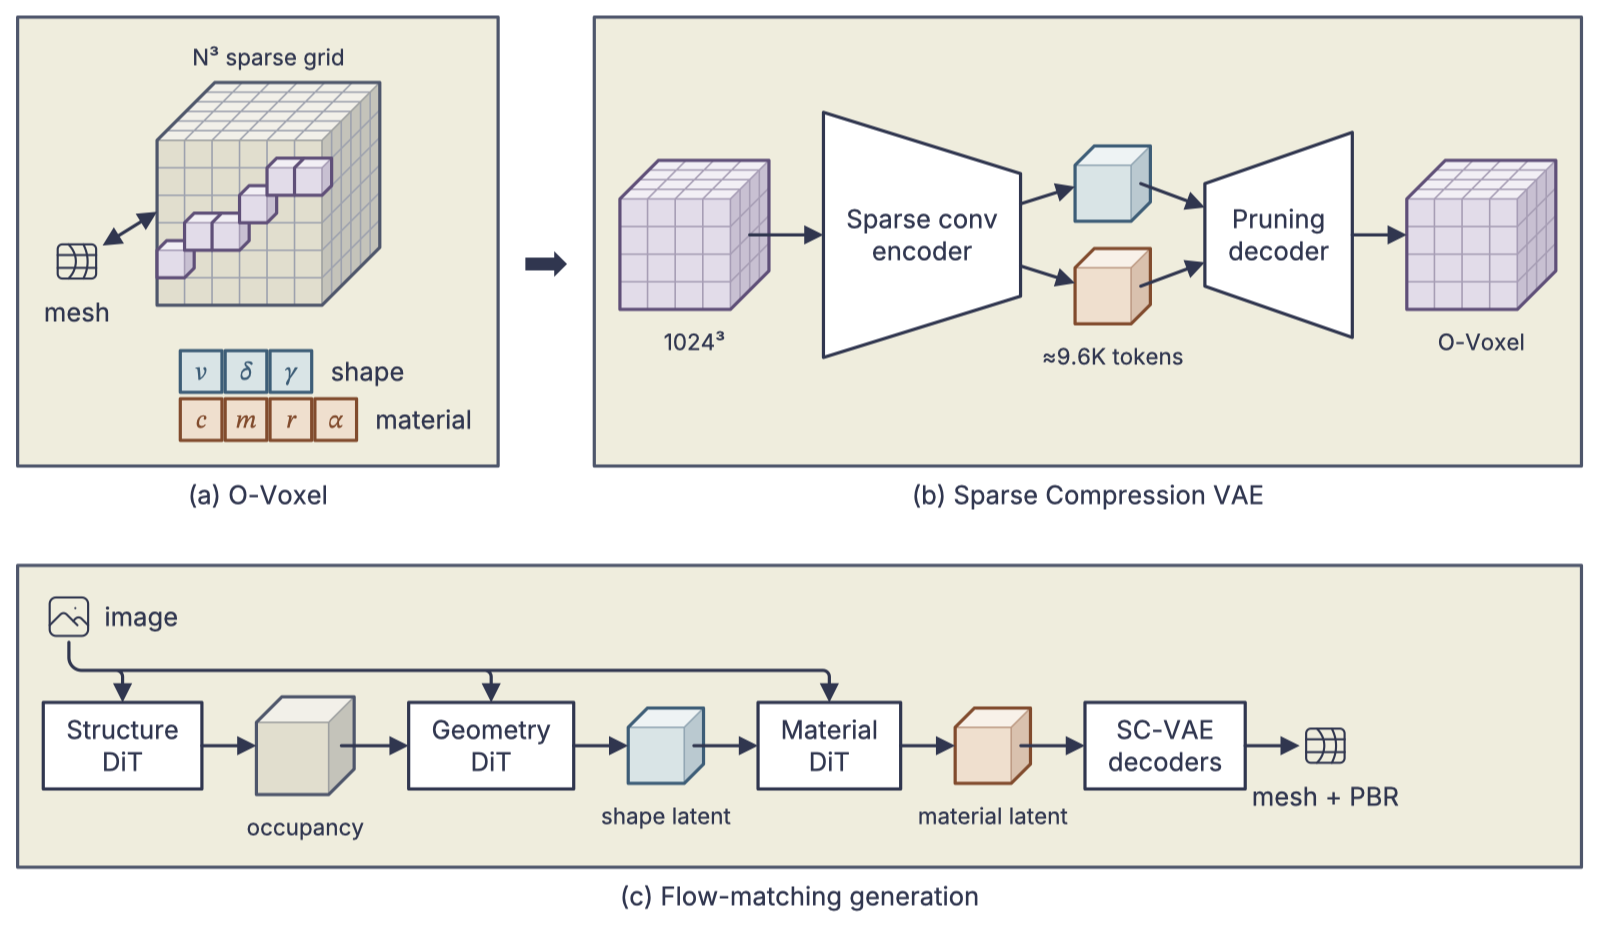 N³ sparse grid
mesh
ν δ γ shape
c m r α material
(a) O-Voxel
1024³
Sparse conv
encoder
≈9.6K tokens
Pruning
decoder
O-Voxel
(b) Sparse Compression VAE
image
Structure
DiT
occupancy
Geometry
DiT
shape latent
Material
DiT
material latent
SC-VAE
decoders
mesh + PBR
(c) Flow-matching generation